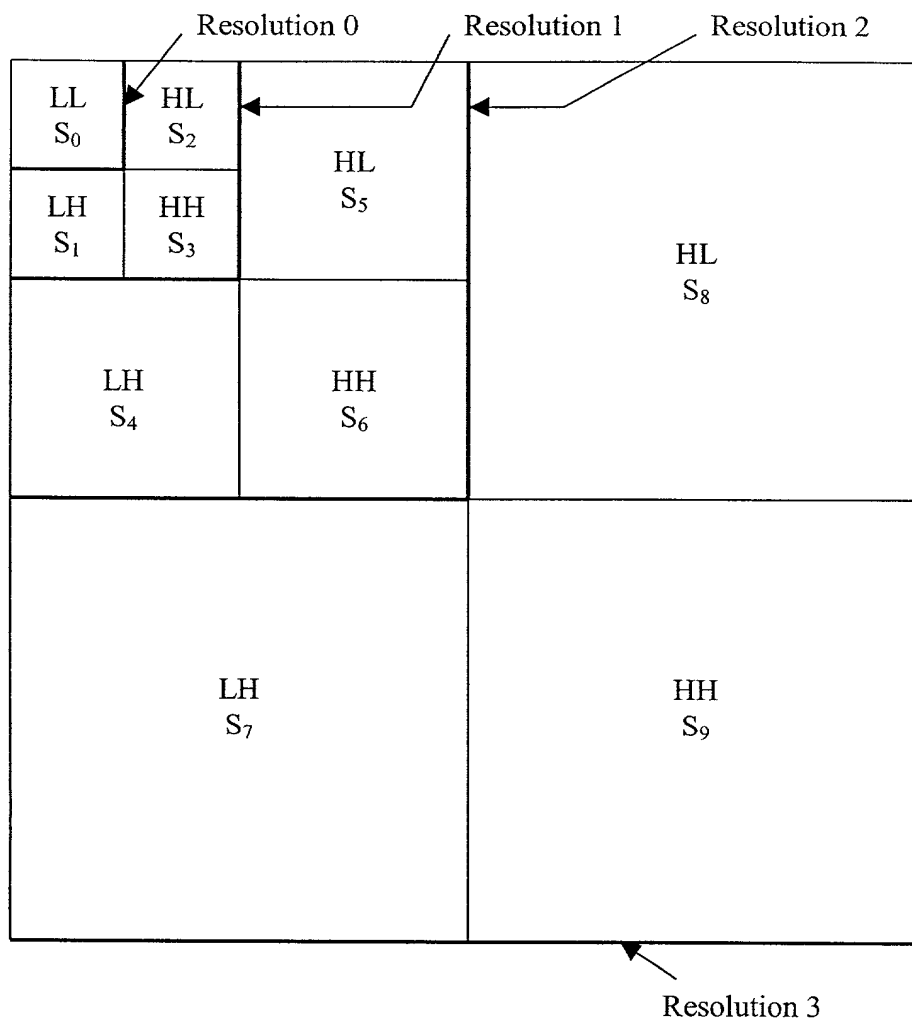 Resolution 0
Resolution 1
Resolution 2
LL
S₀
HL
S₂
HL
S₅
HL
S₈
LH
S₁
HH
S₃
LH
S₄
HH
S₆
LH
S₇
HH
S₉
Resolution 3